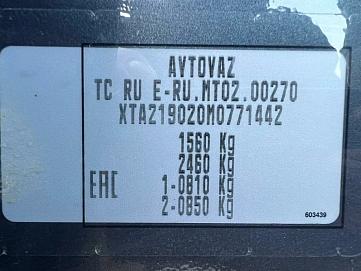 AVTOVAZ
TC RU E-RU.MT02.00270
XTA219020M0771442
1560 Kg
2460 Kg
EAC 1-0810 Kg
2-0850 Kg
603439